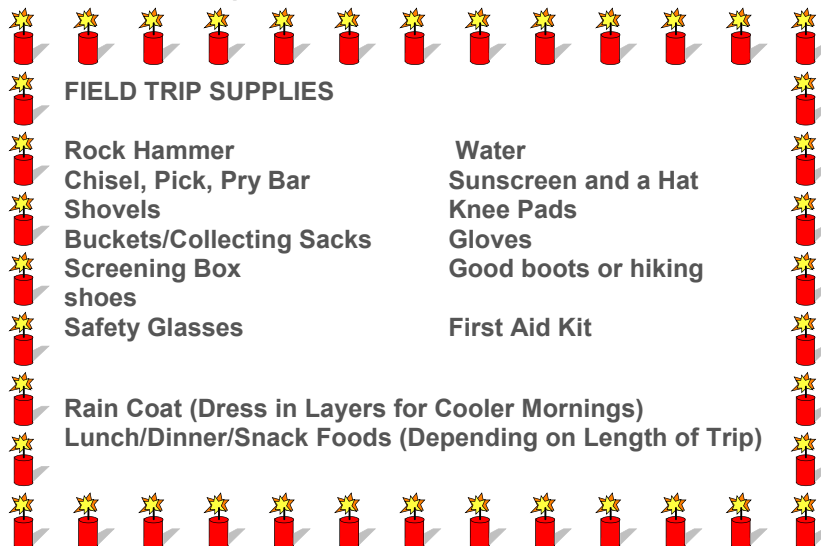 FIELD TRIP SUPPLIES
Rock Hammer Water
Chisel, Pick, Pry Bar Sunscreen and a Hat
Shovels Knee Pads
Buckets/Collecting Sacks Gloves
Screening Box Good boots or hiking
shoes
Safety Glasses First Aid Kit
Rain Coat (Dress in Layers for Cooler Mornings)
Lunch/Dinner/Snack Foods (Depending on Length of Trip)